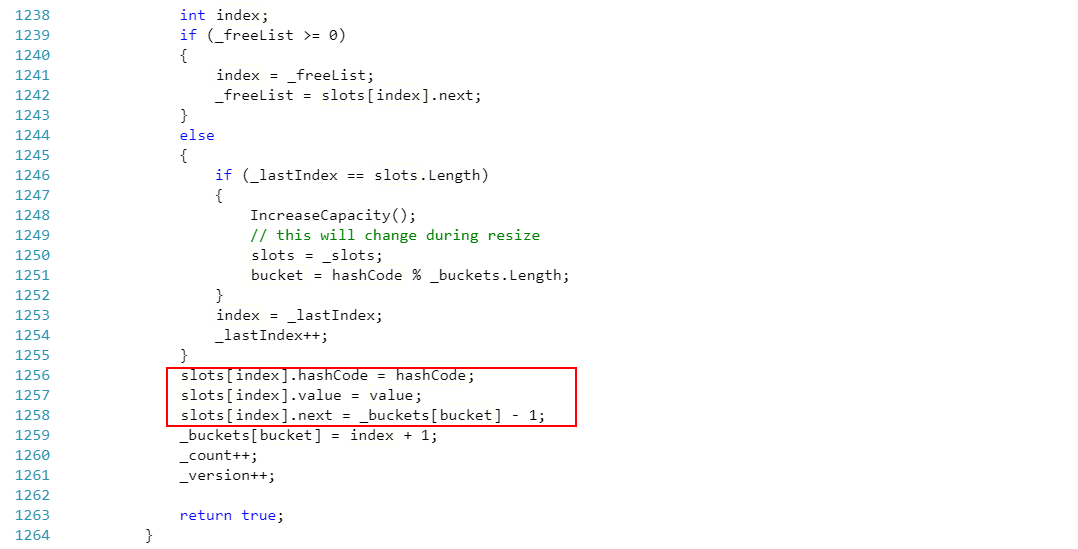 1238 int index;
1239 if (_freeList >= 0)
1240 {
1241 index = _freeList;
1242 _freeList = slots[index].next;
1243 }
1244 else
1245 {
1246 if (_lastIndex == slots.Length)
1247 {
1248 IncreaseCapacity();
1249 // this will change during resize
1250 slots = _slots;
1251 bucket = hashCode % _buckets.Length;
1252 }
1253 index = _lastIndex;
1254 _lastIndex++;
1255 }
1256 slots[index].hashCode = hashCode;
1257 slots[index].value = value;
1258 slots[index].next = _buckets[bucket] - 1;
1259 _buckets[bucket] = index + 1;
1260 _count++;
1261 _version++;
1262
1263 return true;
1264 }